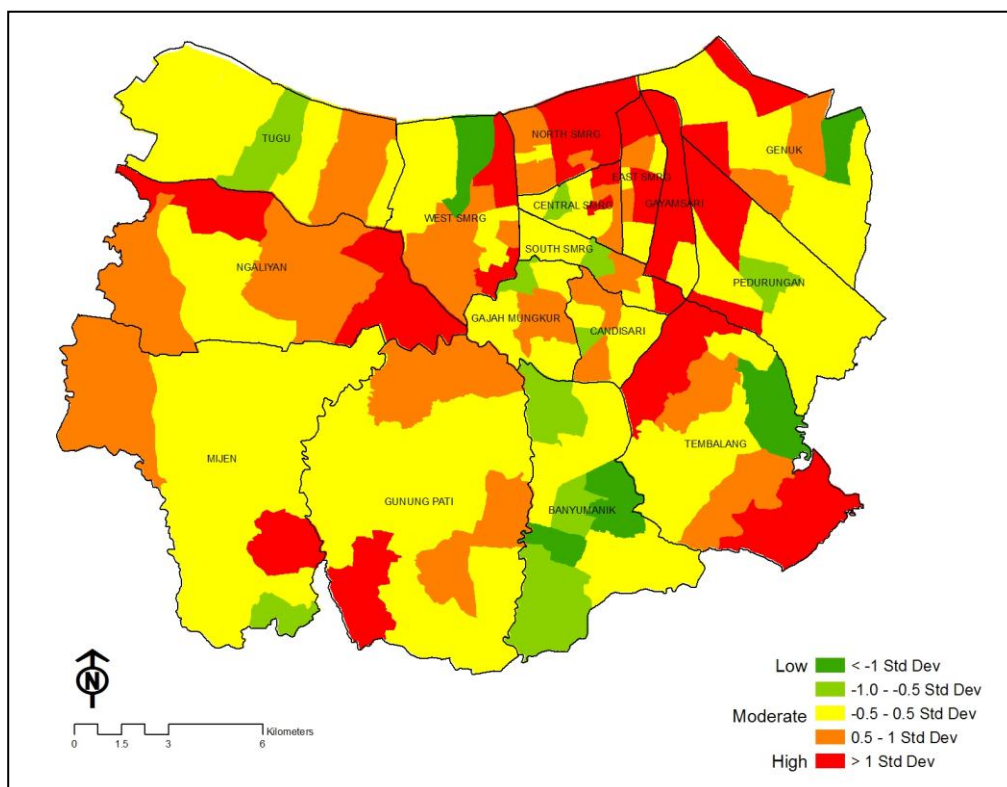 NORTH SMRG
TUGU
GENUK
EAST SMRG
CENTRAL SMRG
GAYAMSARI
WEST SMRG
SOUTH SMRG
NGALIYAN
PEDURUNGAN
GAJAH MUNGKUR
CANDISARI
TEMBALANG
MIJEN
GUNUNG PATI
BANYUMANIK
N
Kilometers
0 1.5 3 6
Low < -1 Std Dev
-1.0 - -0.5 Std Dev
Moderate -0.5 - 0.5 Std Dev
0.5 - 1 Std Dev
High > 1 Std Dev